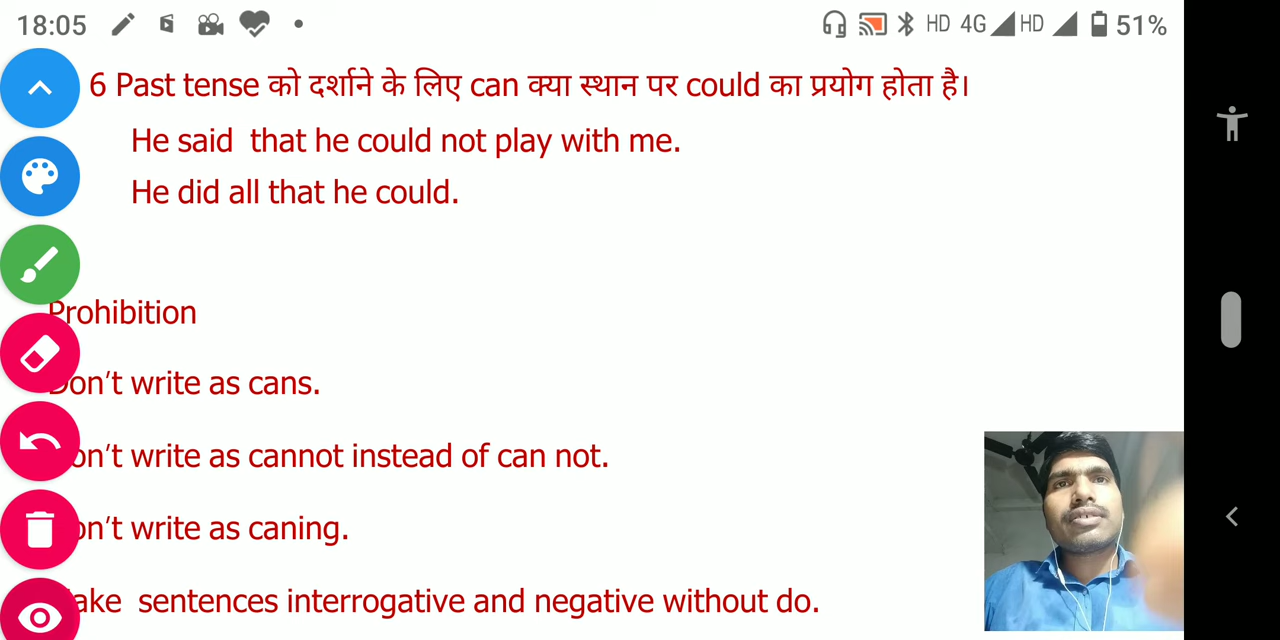 18:05 HD 4G HD 51%
6 Past tense को दर्शाने के लिए can क्या स्थान पर could का प्रयोग होता है।
He said that he could not play with me.
He did all that he could.
Prohibition
Don't write as cans.
on't write as cannot instead of can not.
on't write as caning.
ake sentences interrogative and negative without do.